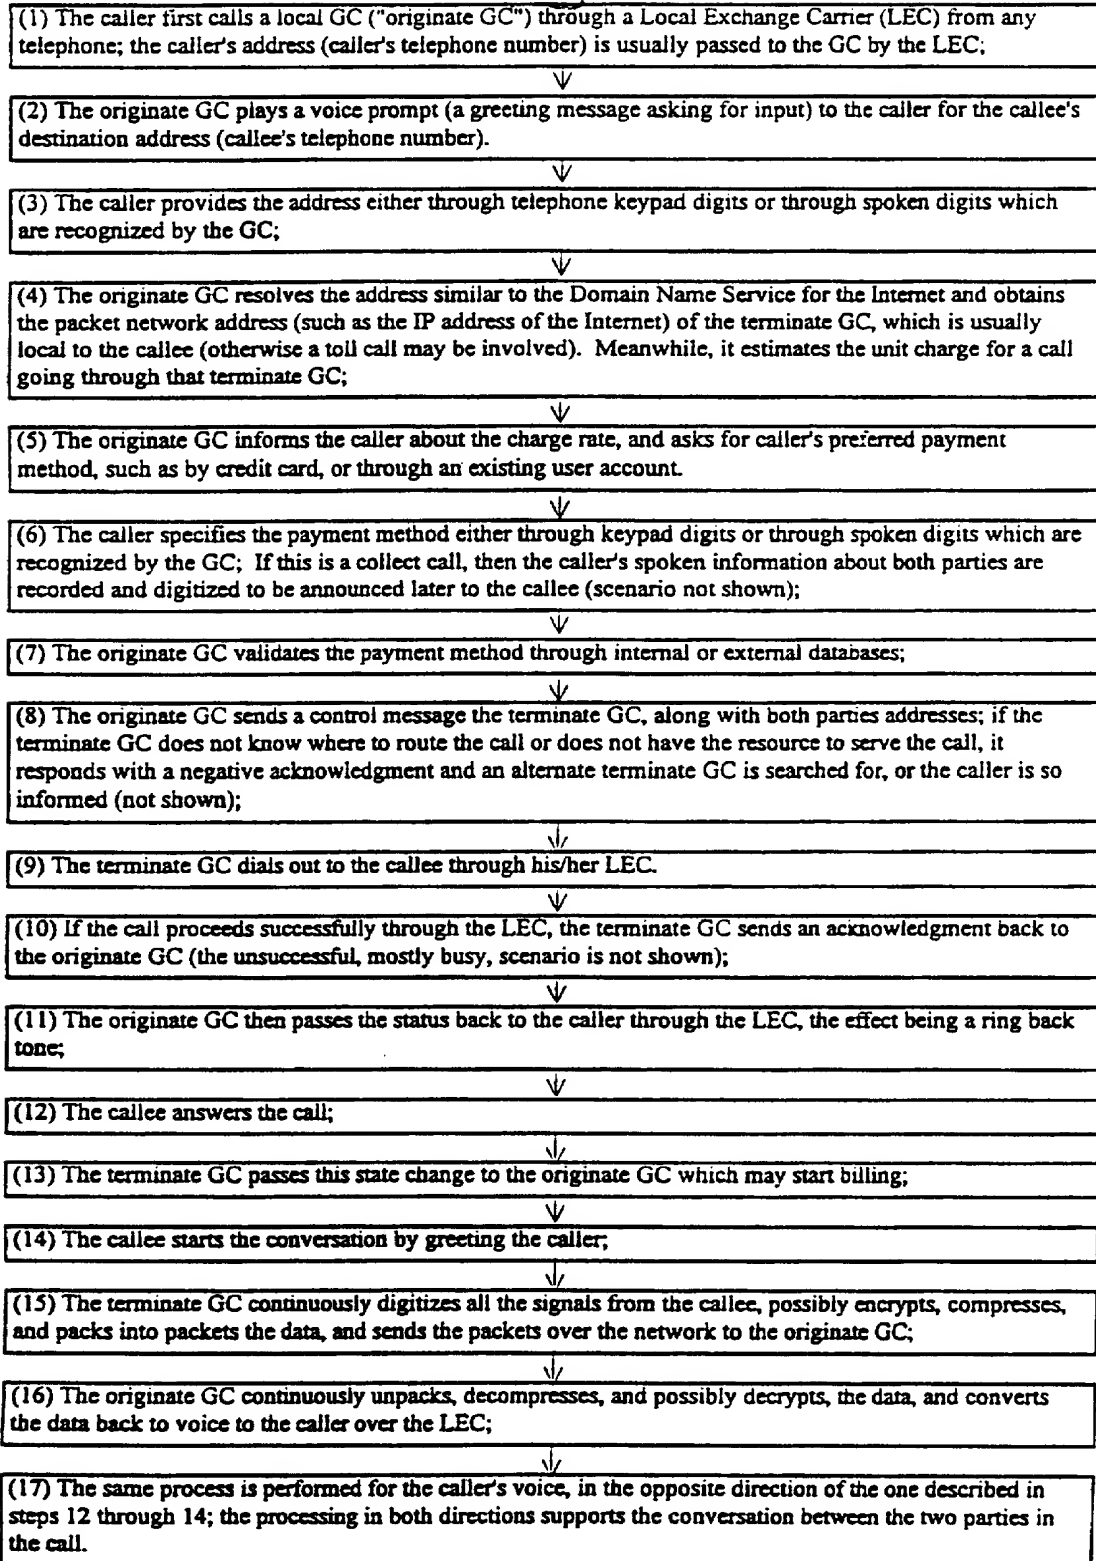 (1) The caller first calls a local GC ("originate GC") through a Local Exchange Carrier (LEC) from any
telephone; the caller's address (caller's telephone number) is usually passed to the GC by the LEC;
(2) The originate GC plays a voice prompt (a greeting message asking for input) to the caller for the callee's
destination address (callee's telephone number).
(3) The caller provides the address either through telephone keypad digits or through spoken digits which
are recognized by the GC;
(4) The originate GC resolves the address similar to the Domain Name Service for the Internet and obtains
the packet network address (such as the IP address of the Internet) of the terminate GC, which is usually
local to the callee (otherwise a toll call may be involved). Meanwhile, it estimates the unit charge for a call
going through that terminate GC;
(5) The originate GC informs the caller about the charge rate, and asks for caller's preferred payment
method, such as by credit card, or through an existing user account.
(6) The caller specifies the payment method either through keypad digits or through spoken digits which are
recognized by the GC; If this is a collect call, then the caller's spoken information about both parties are
recorded and digitized to be announced later to the callee (scenario not shown);
(7) The originate GC validates the payment method through internal or external databases;
(8) The originate GC sends a control message the terminate GC, along with both parties addresses; if the
terminate GC does not know where to route the call or does not have the resource to serve the call, it
responds with a negative acknowledgment and an alternate terminate GC is searched for, or the caller is so
informed (not shown);
(9) The terminate GC dials out to the callee through his/her LEC.
(10) If the call proceeds successfully through the LEC, the terminate GC sends an acknowledgment back to
the originate GC (the unsuccessful, mostly busy, scenario is not shown);
(11) The originate GC then passes the status back to the caller through the LEC, the effect being a ring back
tone;
(12) The callee answers the call;
(13) The terminate GC passes this state change to the originate GC which may start billing;
(14) The callee starts the conversation by greeting the caller;
(15) The terminate GC continuously digitizes all the signals from the callee, possibly encrypts, compresses,
and packs into packets the data, and sends the packets over the network to the originate GC;
(16) The originate GC continuously unpacks, decompresses, and possibly decrypts, the data, and converts
the data back to voice to the caller over the LEC;
(17) The same process is performed for the caller's voice, in the opposite direction of the one described in
steps 12 through 14; the processing in both directions supports the conversation between the two parties in
the call.